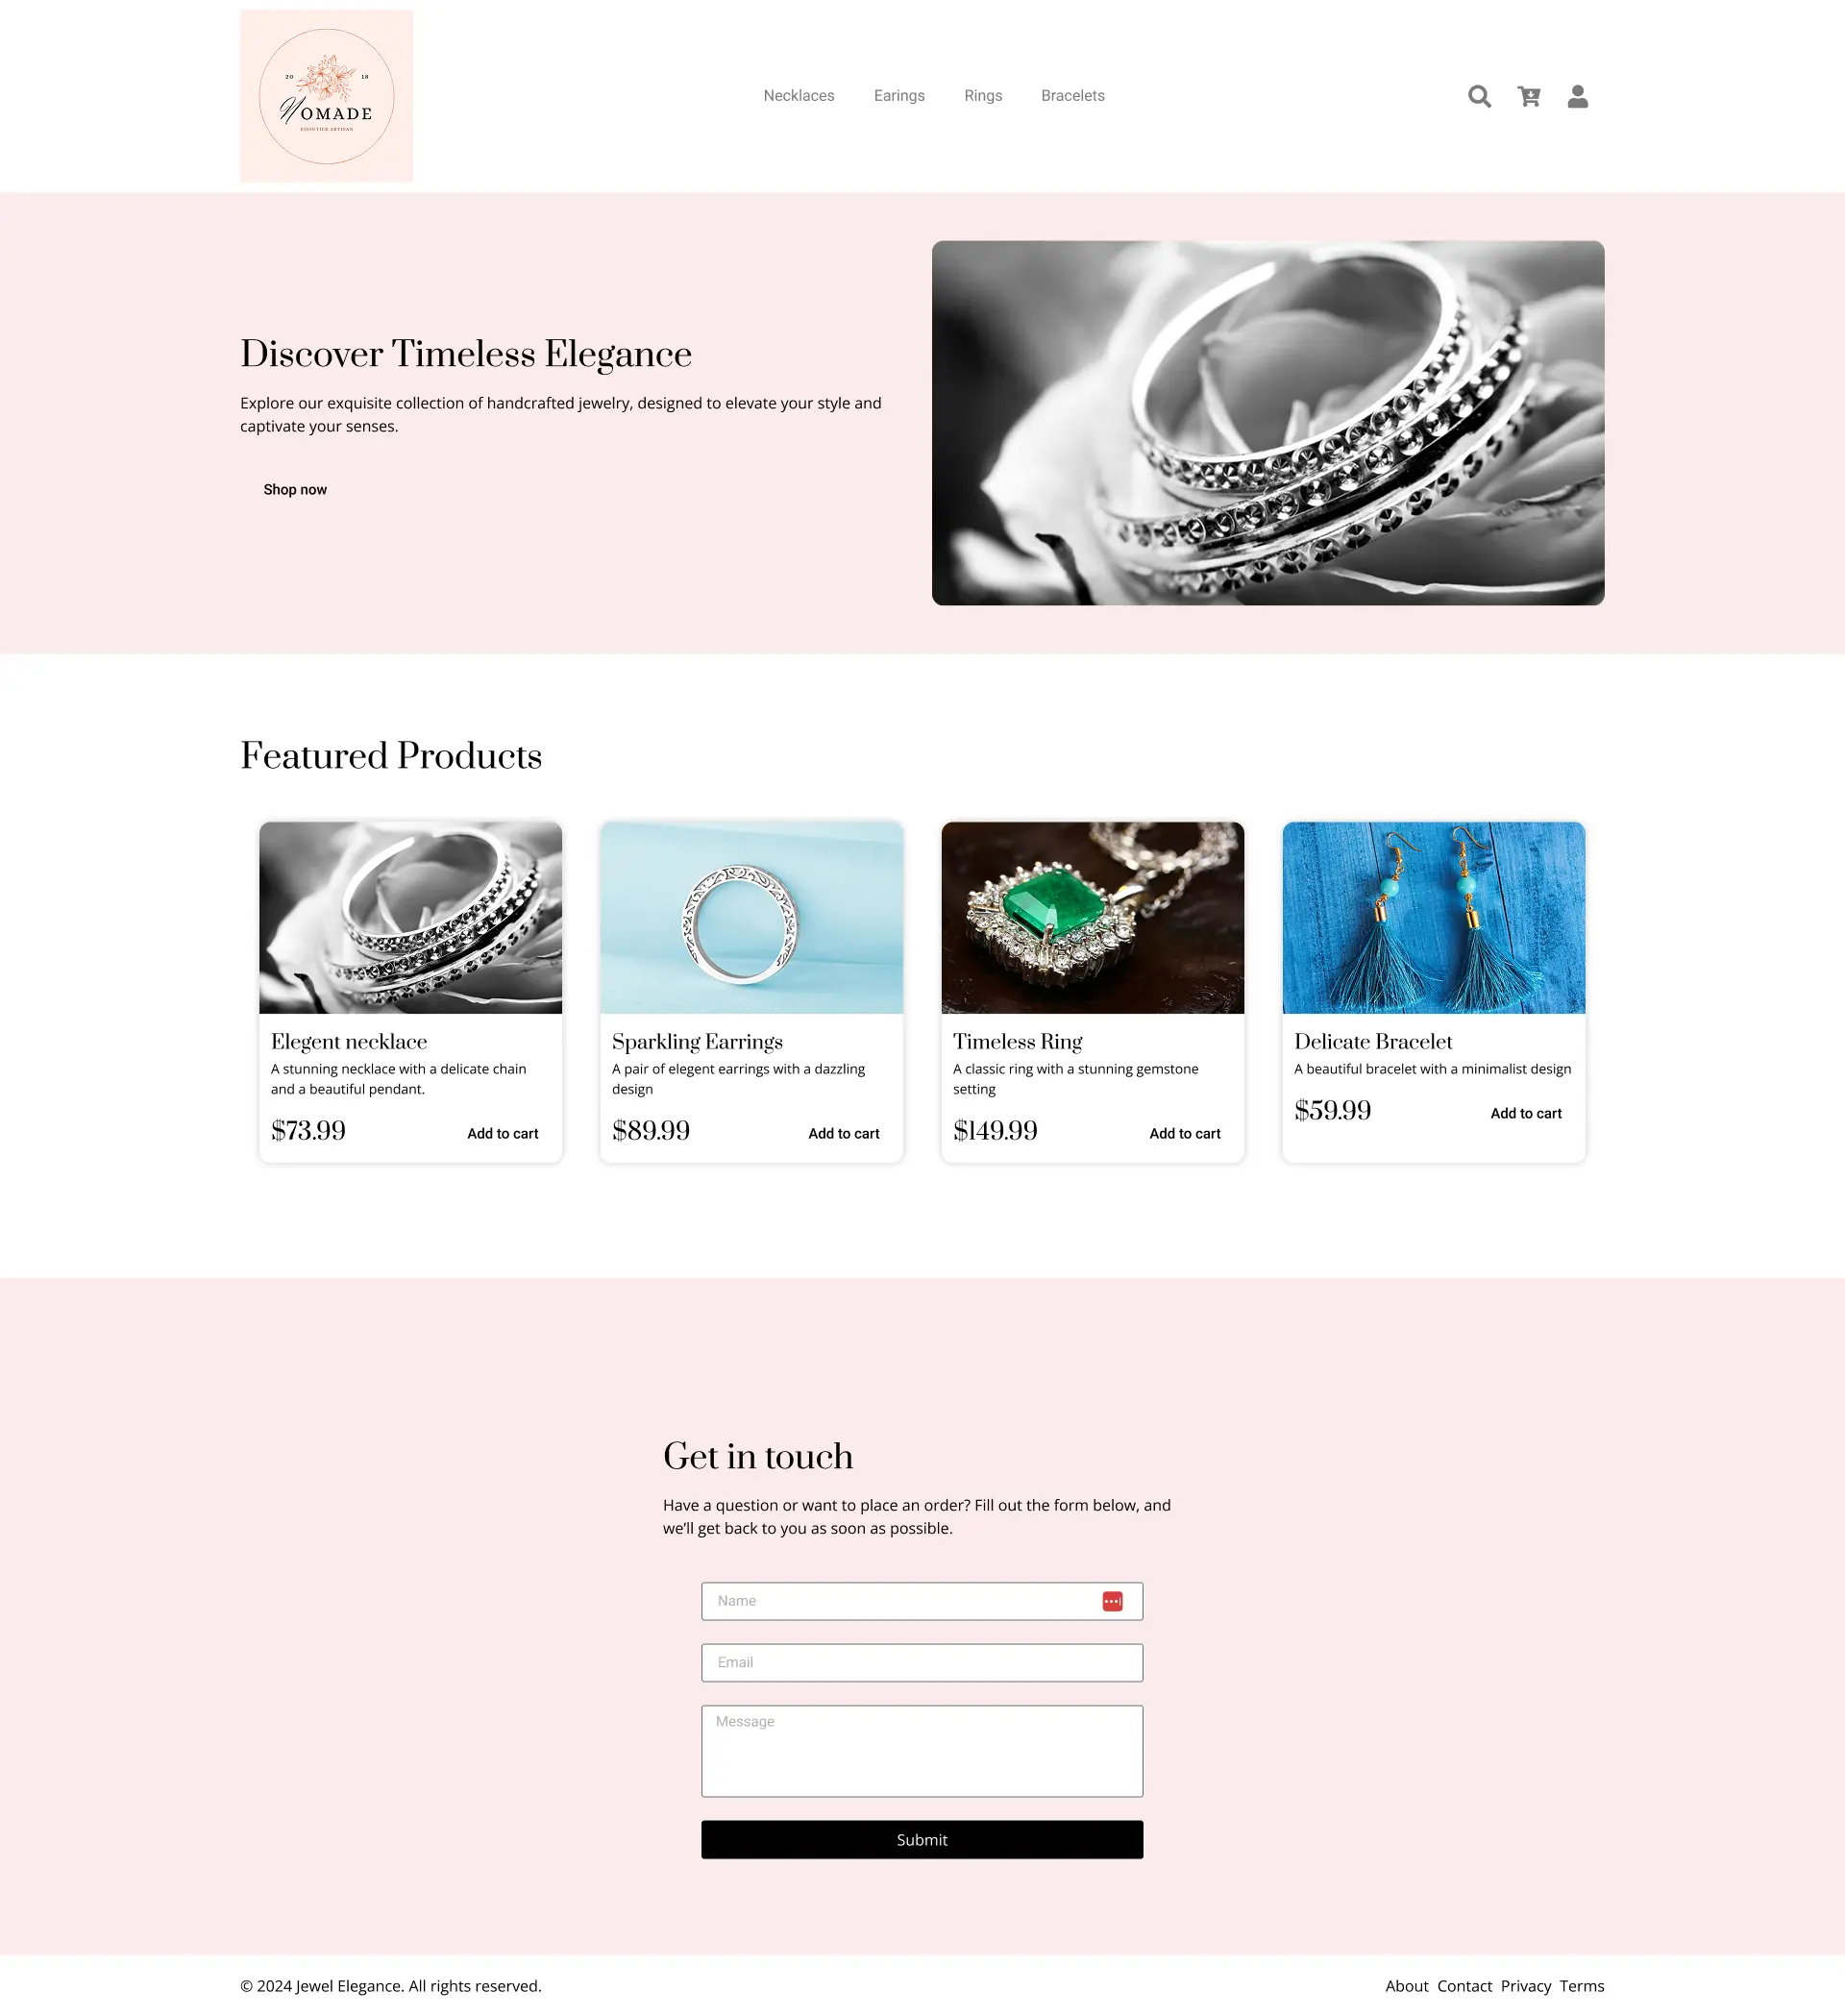 20 18
NOMADE
BIJOUTIER ARTISAN
Necklaces Earings Rings Bracelets
Discover Timeless Elegance
Explore our exquisite collection of handcrafted jewelry, designed to elevate your style and
captivate your senses.
Shop now
Featured Products
Elegent necklace
A stunning necklace with a delicate chain
and a beautiful pendant.
$73.99 Add to cart
Sparkling Earrings
A pair of elegent earrings with a dazzling
design
$89.99 Add to cart
Timeless Ring
A classic ring with a stunning gemstone
setting
$149.99 Add to cart
Delicate Bracelet
A beautiful bracelet with a minimalist design
$59.99 Add to cart
Get in touch
Have a question or want to place an order? Fill out the form below, and
we'll get back to you as soon as possible.
Name
Email
Message
Submit
© 2024 Jewel Elegance. All rights reserved.
About Contact Privacy Terms